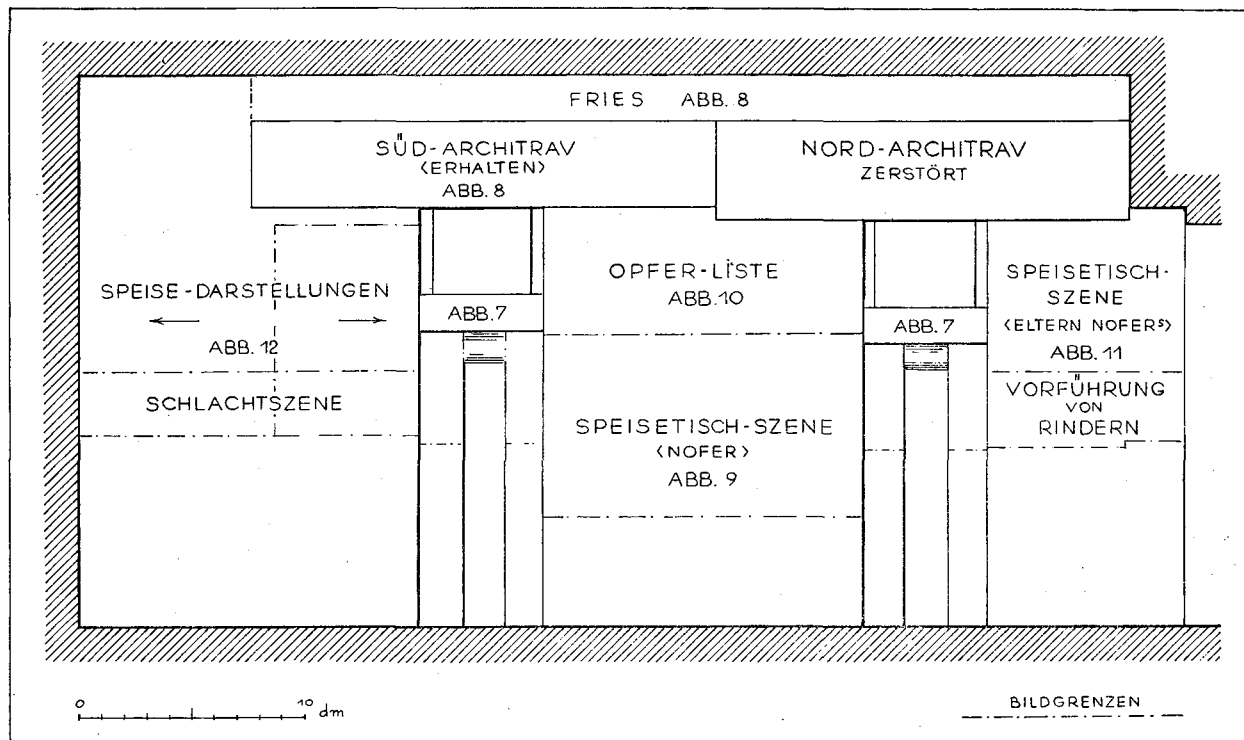 FRIES ABB. 8
SÜD-ARCHITRAV
<ERHALTEN>
ABB. 8
NORD-ARCHITRAV
ZERSTÖRT
SPEISE-DARSTELLUNGEN
ABB. 12
SCHLACHTSZENE
ABB. 7
OPFER-LISTE
ABB. 10
SPEISETISCH-SZENE
<NOFER>
ABB. 9
ABB. 7
SPEISETISCH-
SZENE
<ELTERN NOFERS>
ABB. 11
VORFÜHRUNG
VON
RINDERN
0 10 dm
BILDGRENZEN